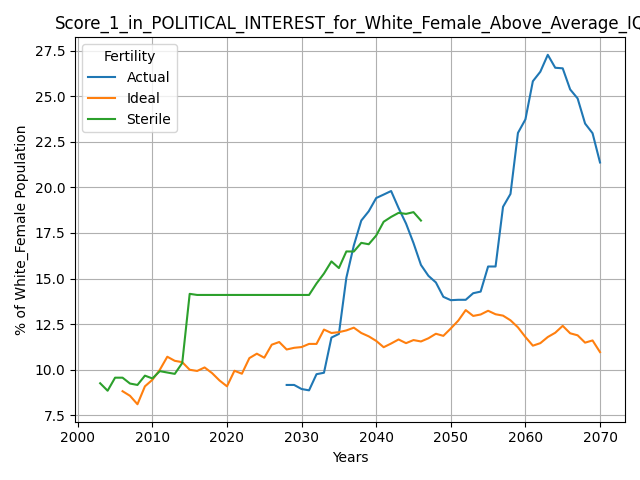 Score_1_in_POLITICAL_INTEREST_for_White_Female_Above_Average_IQ
Fertility
Actual
Ideal
Sterile
% of White_Female Population
27.5
25.0
22.5
20.0
17.5
15.0
12.5
10.0
7.5
2000 2010 2020 2030 2040 2050 2060 2070
Years